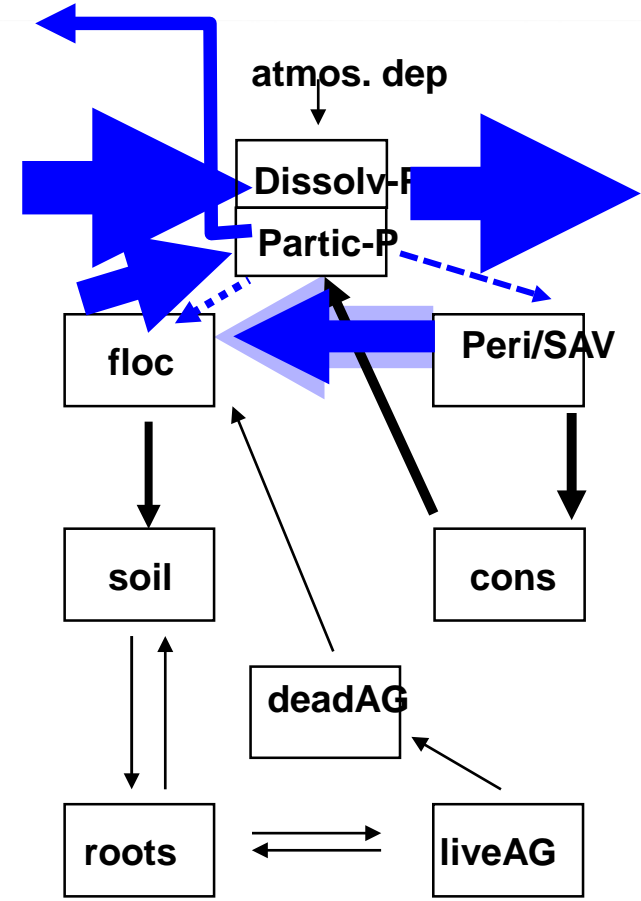 atmos. dep
Dissolv-P
Partic-P
floc
Peri/SAV
soil
cons
deadAG
roots
liveAG